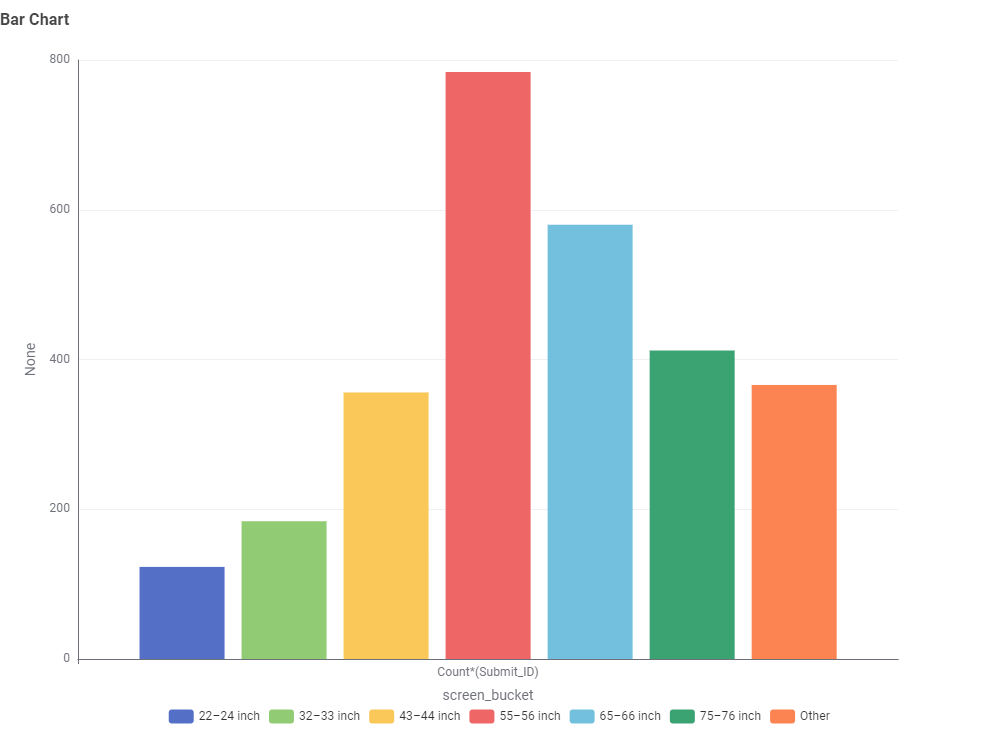 Bar Chart
800
600
400
200
0
None
Count*(Submit_ID)
screen_bucket
22–24 inch 32–33 inch 43–44 inch 55–56 inch 65–66 inch 75–76 inch Other